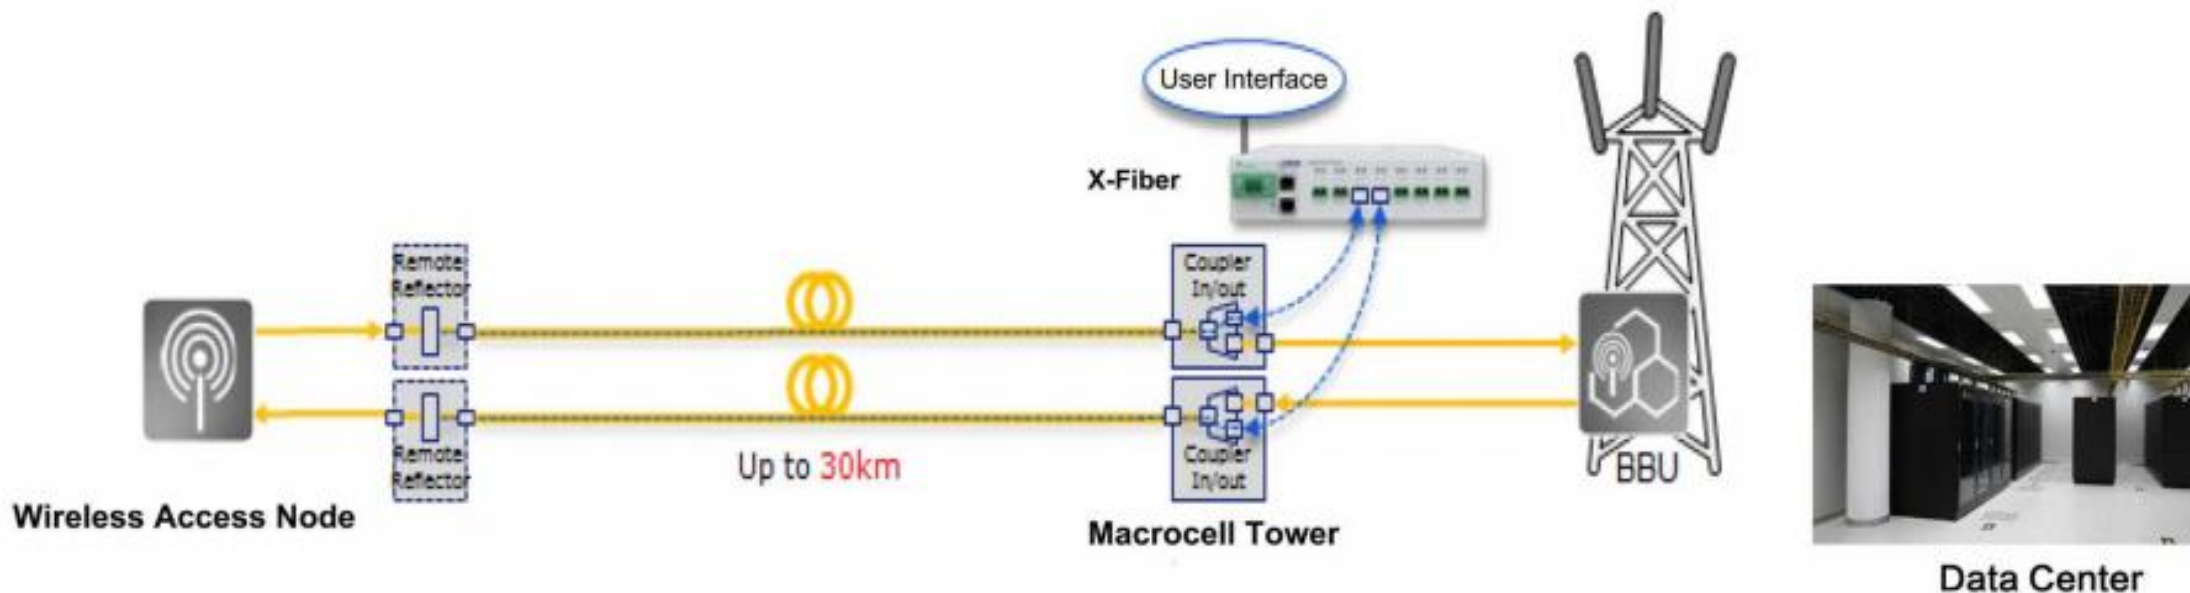 User Interface
X-Fiber
Remote
Reflector
Coupler
In/out
Remote
Reflector
Coupler
In/out
Up to 30km
BBU
Wireless Access Node
Macrocell Tower
Data Center